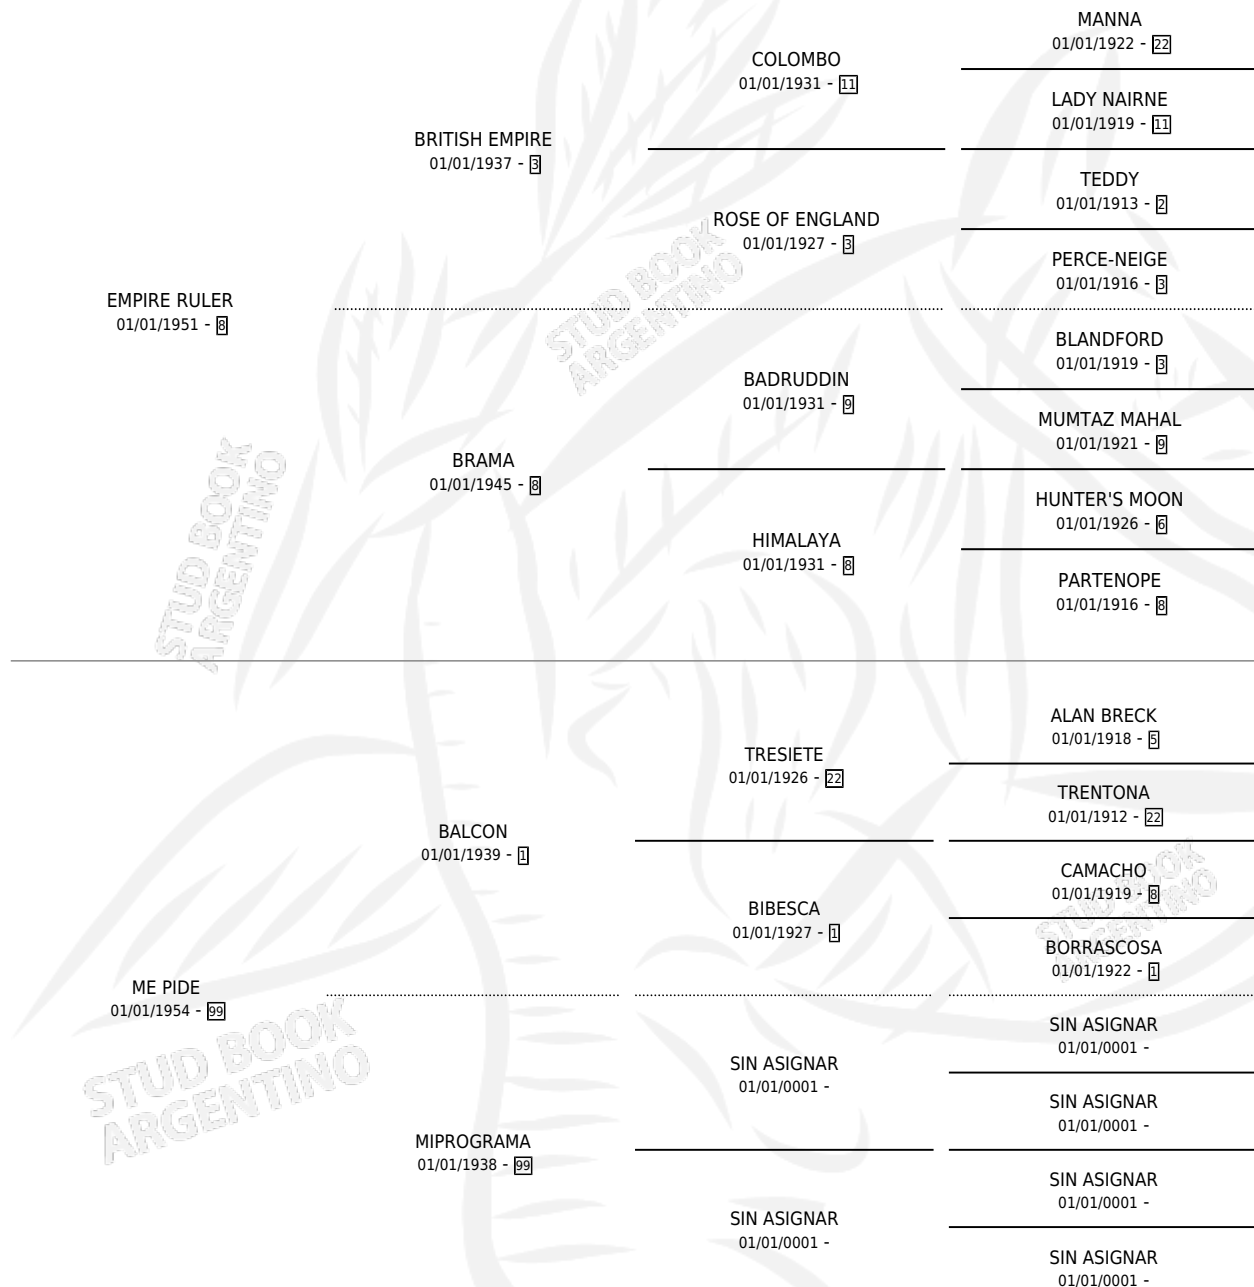 MANNA
01/01/1922 - 22
COLOMBO
01/01/1931 - 11
LADY NAIRNE
01/01/1919 - 11
BRITISH EMPIRE
01/01/1937 - 3
TEDDY
01/01/1913 - 2
ROSE OF ENGLAND
01/01/1927 - 3
PERCE-NEIGE
01/01/1916 - 3
EMPIRE RULER
01/01/1951 - 8
STUD BOOK
ARGENTINO
BLANDFORD
01/01/1919 - 3
BADRUDDIN
01/01/1931 - 9
MUMTAZ MAHAL
01/01/1921 - 9
BRAMA
01/01/1945 - 8
HUNTER'S MOON
01/01/1926 - 6
HIMALAYA
01/01/1931 - 8
PARTENOPE
01/01/1916 - 8
STUD BOOK
ARGENTINO
ALAN BRECK
01/01/1918 - 5
TRESIETE
01/01/1926 - 22
TRENTONA
01/01/1912 - 22
BALCON
01/01/1939 - 1
CAMACHO
01/01/1919 - 8
BIBESCA
01/01/1927 - 1
STUD BOOK
ARGENTINO
BORRASCOSA
01/01/1922 - 1
ME PIDE
01/01/1954 - 99
STUD BOOK
ARGENTINO
SIN ASIGNAR
01/01/0001 -
SIN ASIGNAR
01/01/0001 -
SIN ASIGNAR
01/01/0001 -
MIPROGRAMA
01/01/1938 - 99
SIN ASIGNAR
01/01/0001 -
SIN ASIGNAR
01/01/0001 -
SIN ASIGNAR
01/01/0001 -